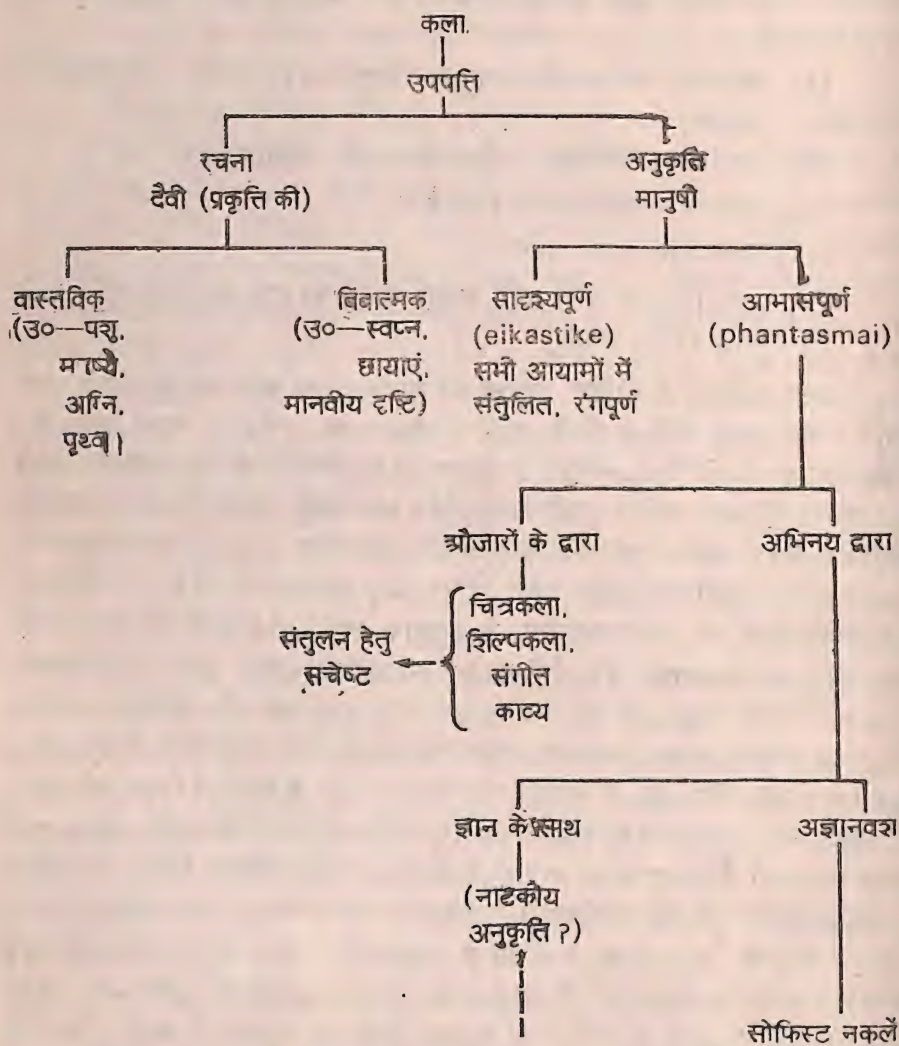 कला.
उपपत्ति
रचना
दैवी (प्रकृत्ति की)
अनुकृति
मानुषी
वास्तविक
(उ०—पशु,
अग्नि,
बिंबात्मक
(उ०—स्वप्न,
छायाएं,
मानवीय दृष्टि)
सादृश्यपूर्ण
(eikastike)
सभी आयामों में
संतुलित, रंगपूर्ण
आभासपूर्ण
(phantasmai)
औजारों के द्वारा
अभिनय द्वारा
चित्रकला,
शिल्पकला,
संगीत
काव्य
संतुलन हेतु
सचेष्ट
ज्ञान के साथ
अज्ञानवश
(नाटकीय
अनुकृति ?)
सोफिस्ट नकलें